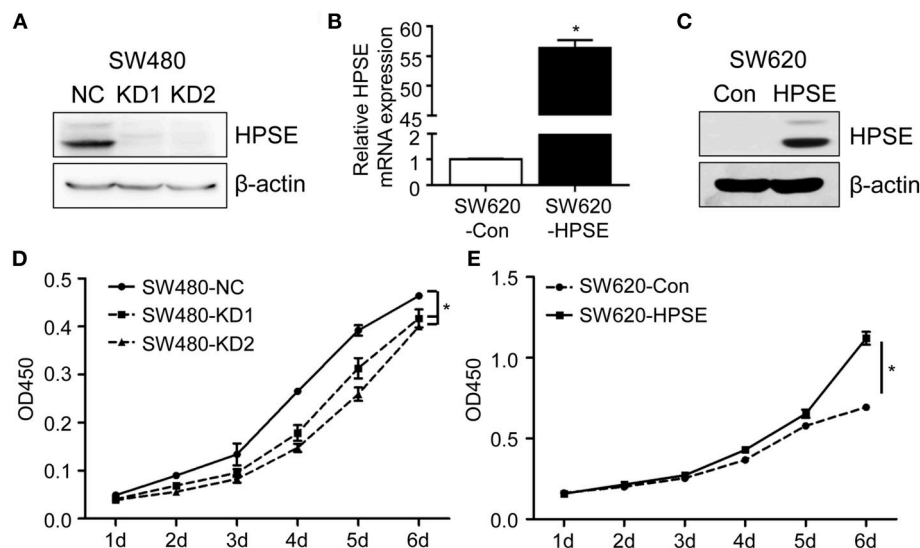 A
SW480
NC KD1 KD2
HPSE
β-actin
B
Relative HPSE
mRNA expression
60
55
50
45
2
1
0
*
SW620
-Con
SW620
-HPSE
C
SW620
Con HPSE
HPSE
β-actin
D
OD450
0.5
0.4
0.3
0.2
0.1
0.0
SW480-NC
SW480-KD1
SW480-KD2
*
1d 2d 3d 4d 5d 6d
E
OD450
1.5
1.0
0.5
0.0
SW620-Con
SW620-HPSE
*
1d 2d 3d 4d 5d 6d